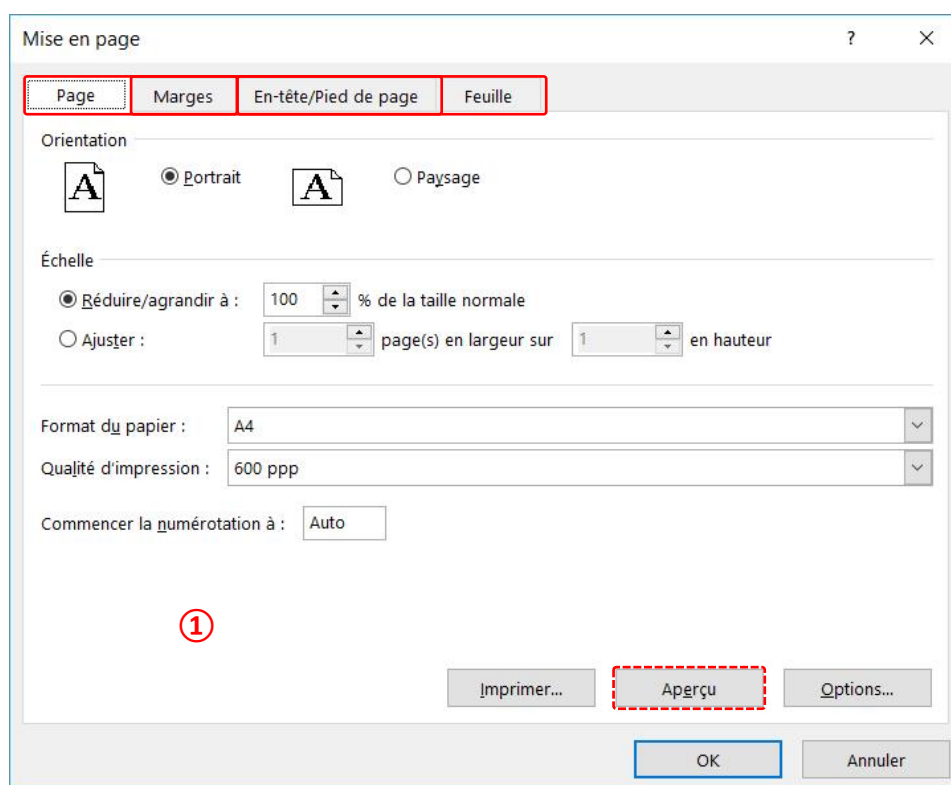 Mise en page ? ×
Page Marges En-tête/Pied de page Feuille
Orientation
A Portrait A Paysage
Échelle
Réduire/agrandir à : 100 % de la taille normale
Ajuster : 1 page(s) en largeur sur 1 en hauteur
Format du papier : A4
Qualité d'impression : 600 ppp
Commencer la numérotation à : Auto
①
Imprimer... Aperçu Options...
OK Annuler